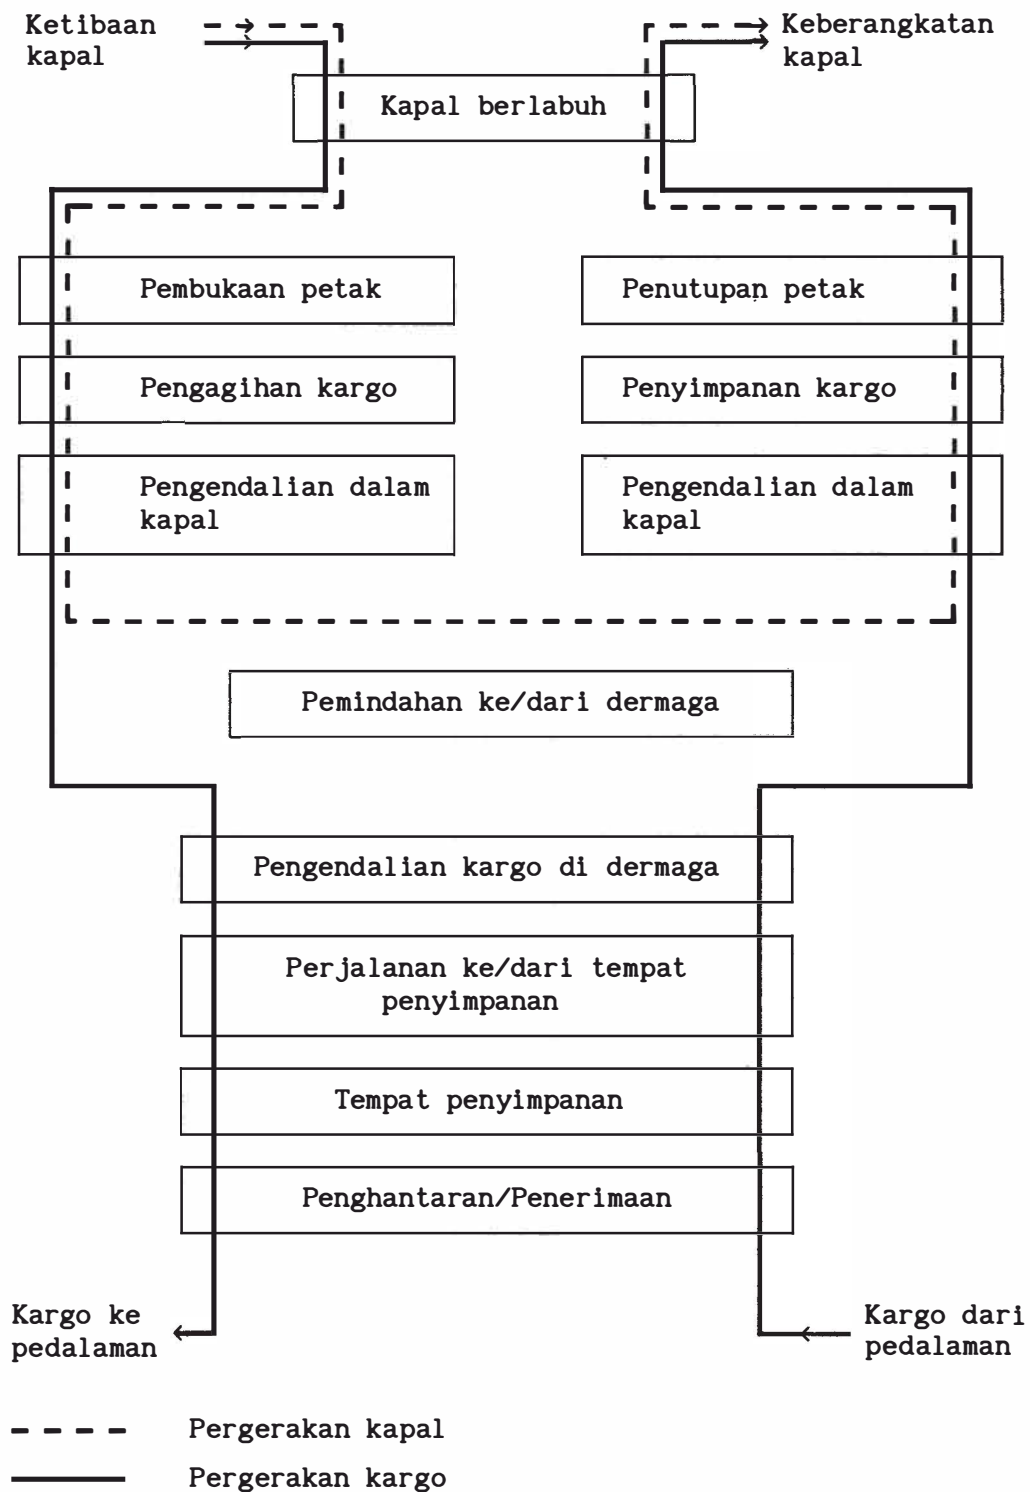 Ketibaan
kapal
Keberangkatan
kapal
Kapal berlabuh
Pembukaan petak
Penutupan petak
Pengagihan kargo
Penyimpanan kargo
Pengendalian dalam
kapal
Pengendalian dalam
kapal
Pemindahan ke/dari dermaga
Pengendalian kargo di dermaga
Perjalanan ke/dari tempat
penyimpanan
Tempat penyimpanan
Penghantaran/Penerimaan
Kargo ke
pedalaman
Kargo dari
pedalaman
Pergerakan kapal
Pergerakan kargo